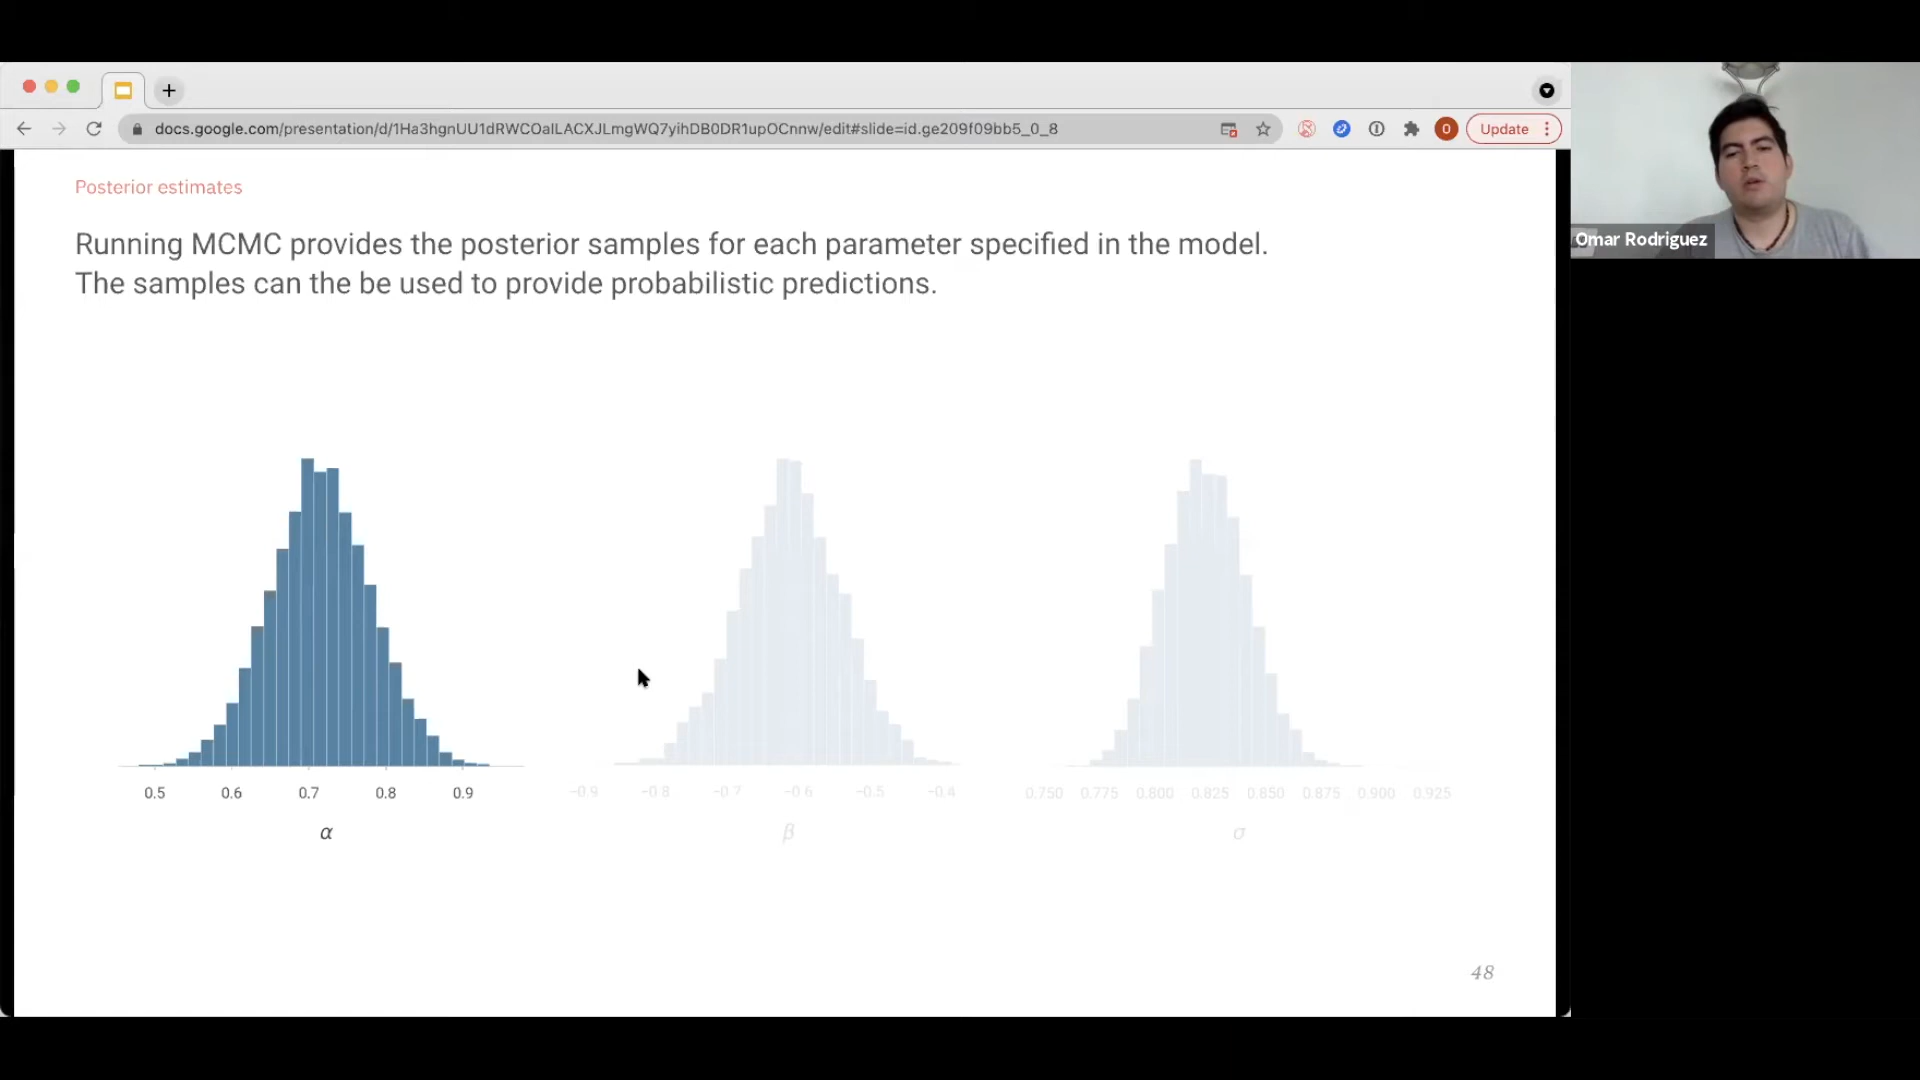 docs.google.com/presentation/d/1Ha3hgnUU1dRWCOalLACXJLmgWQ7yihDB0DR1upOCnnw/edit#slide=id.ge209f09bb5_0_8
O
Update
Omar Rodriguez
Posterior estimates
Running MCMC provides the posterior samples for each parameter specified in the model.
The samples can the be used to provide probabilistic predictions.
0.5 0.6 0.7 0.8 0.9
α
−0.9 −0.8 −0.7 −0.6 −0.5 −0.4
β
0.750 0.775 0.800 0.825 0.850 0.875 0.900 0.925
σ
48